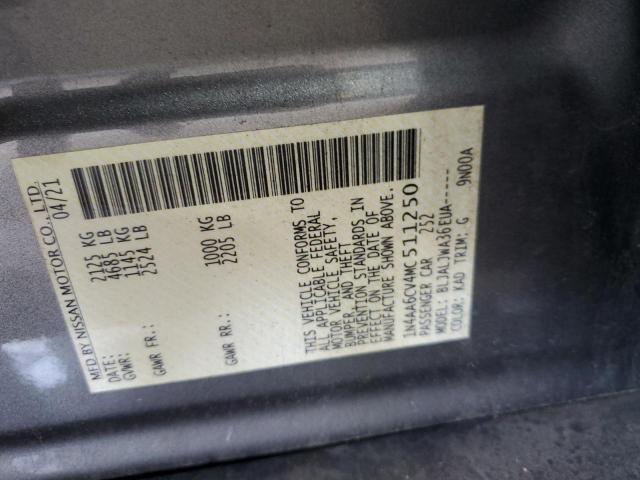 MFD BY NISSAN MOTOR CO., LTD.
DATE: 04/21
GVWR: 2125 KG
4685 LB
GAWR FR.: 1145 KG
2524 LB
GAWR RR.: 1000 KG
2205 LB
THIS VEHICLE CONFORMS TO
ALL APPLICABLE FEDERAL
MOTOR VEHICLE SAFETY,
BUMPER, AND THEFT
PREVENTION STANDARDS IN
EFFECT ON THE DATE OF
MANUFACTURE SHOWN ABOVE.
1N4AA6CV4MC511250
PASSENGER CAR 252
MODEL: BLJALJWA36EUA-----
COLOR: KAD TRIM: G 9N00A